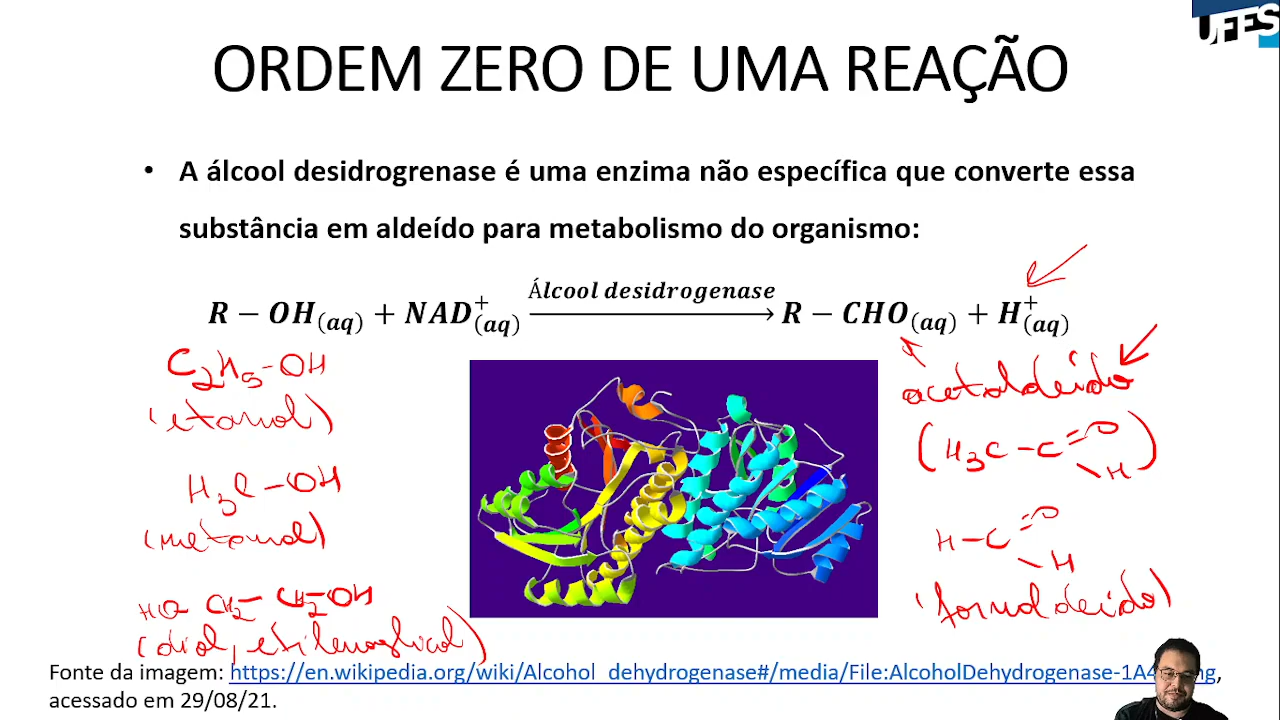 UFES
ORDEM ZERO DE UMA REAÇÃO
• A álcool desidrogrenase é uma enzima não específica que converte essa
substância em aldeído para metabolismo do organismo:
R − OH(aq) + NAD+(aq) Álcool desidrogenase → R − CHO(aq) + H+(aq)
C2H5-OH
(etanol)
H3C-OH
(metanol)
HO-CH2-CH2-OH
(diol, etilenoglicol)
acetaldeído
(H3C-C=O
-H)
H-C=O
-H
(formaldeído)
Fonte da imagem: https://en.wikipedia.org/wiki/Alcohol_dehydrogenase#/media/File:AlcoholDehydrogenase-1A4
acessado em 29/08/21.